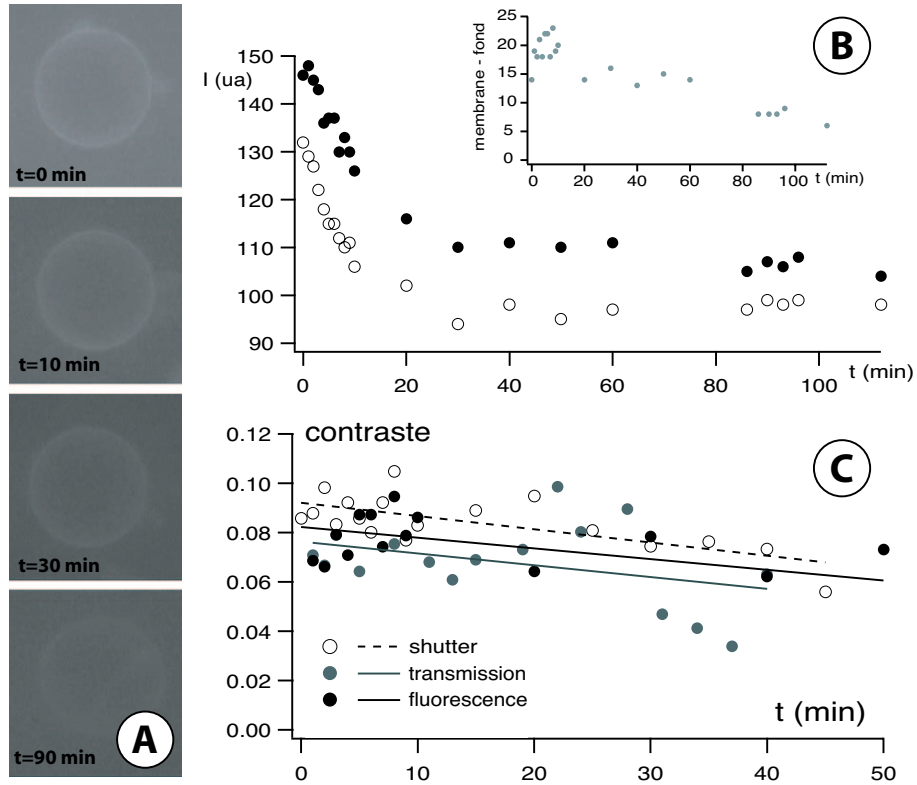 t=0 min
t=10 min
t=30 min
t=90 min
A
I (ua)
150
140
130
120
110
100
90
0 20 40 60 80 100 t (min)
membrane - fond
25
20
15
10
5
0
0 20 40 60 80 100 t (min)
B
contraste
C
0.12
0.10
0.08
0.06
0.04
0.02
0.00
shutter
transmission
fluorescence
t (min)
0 10 20 30 40 50